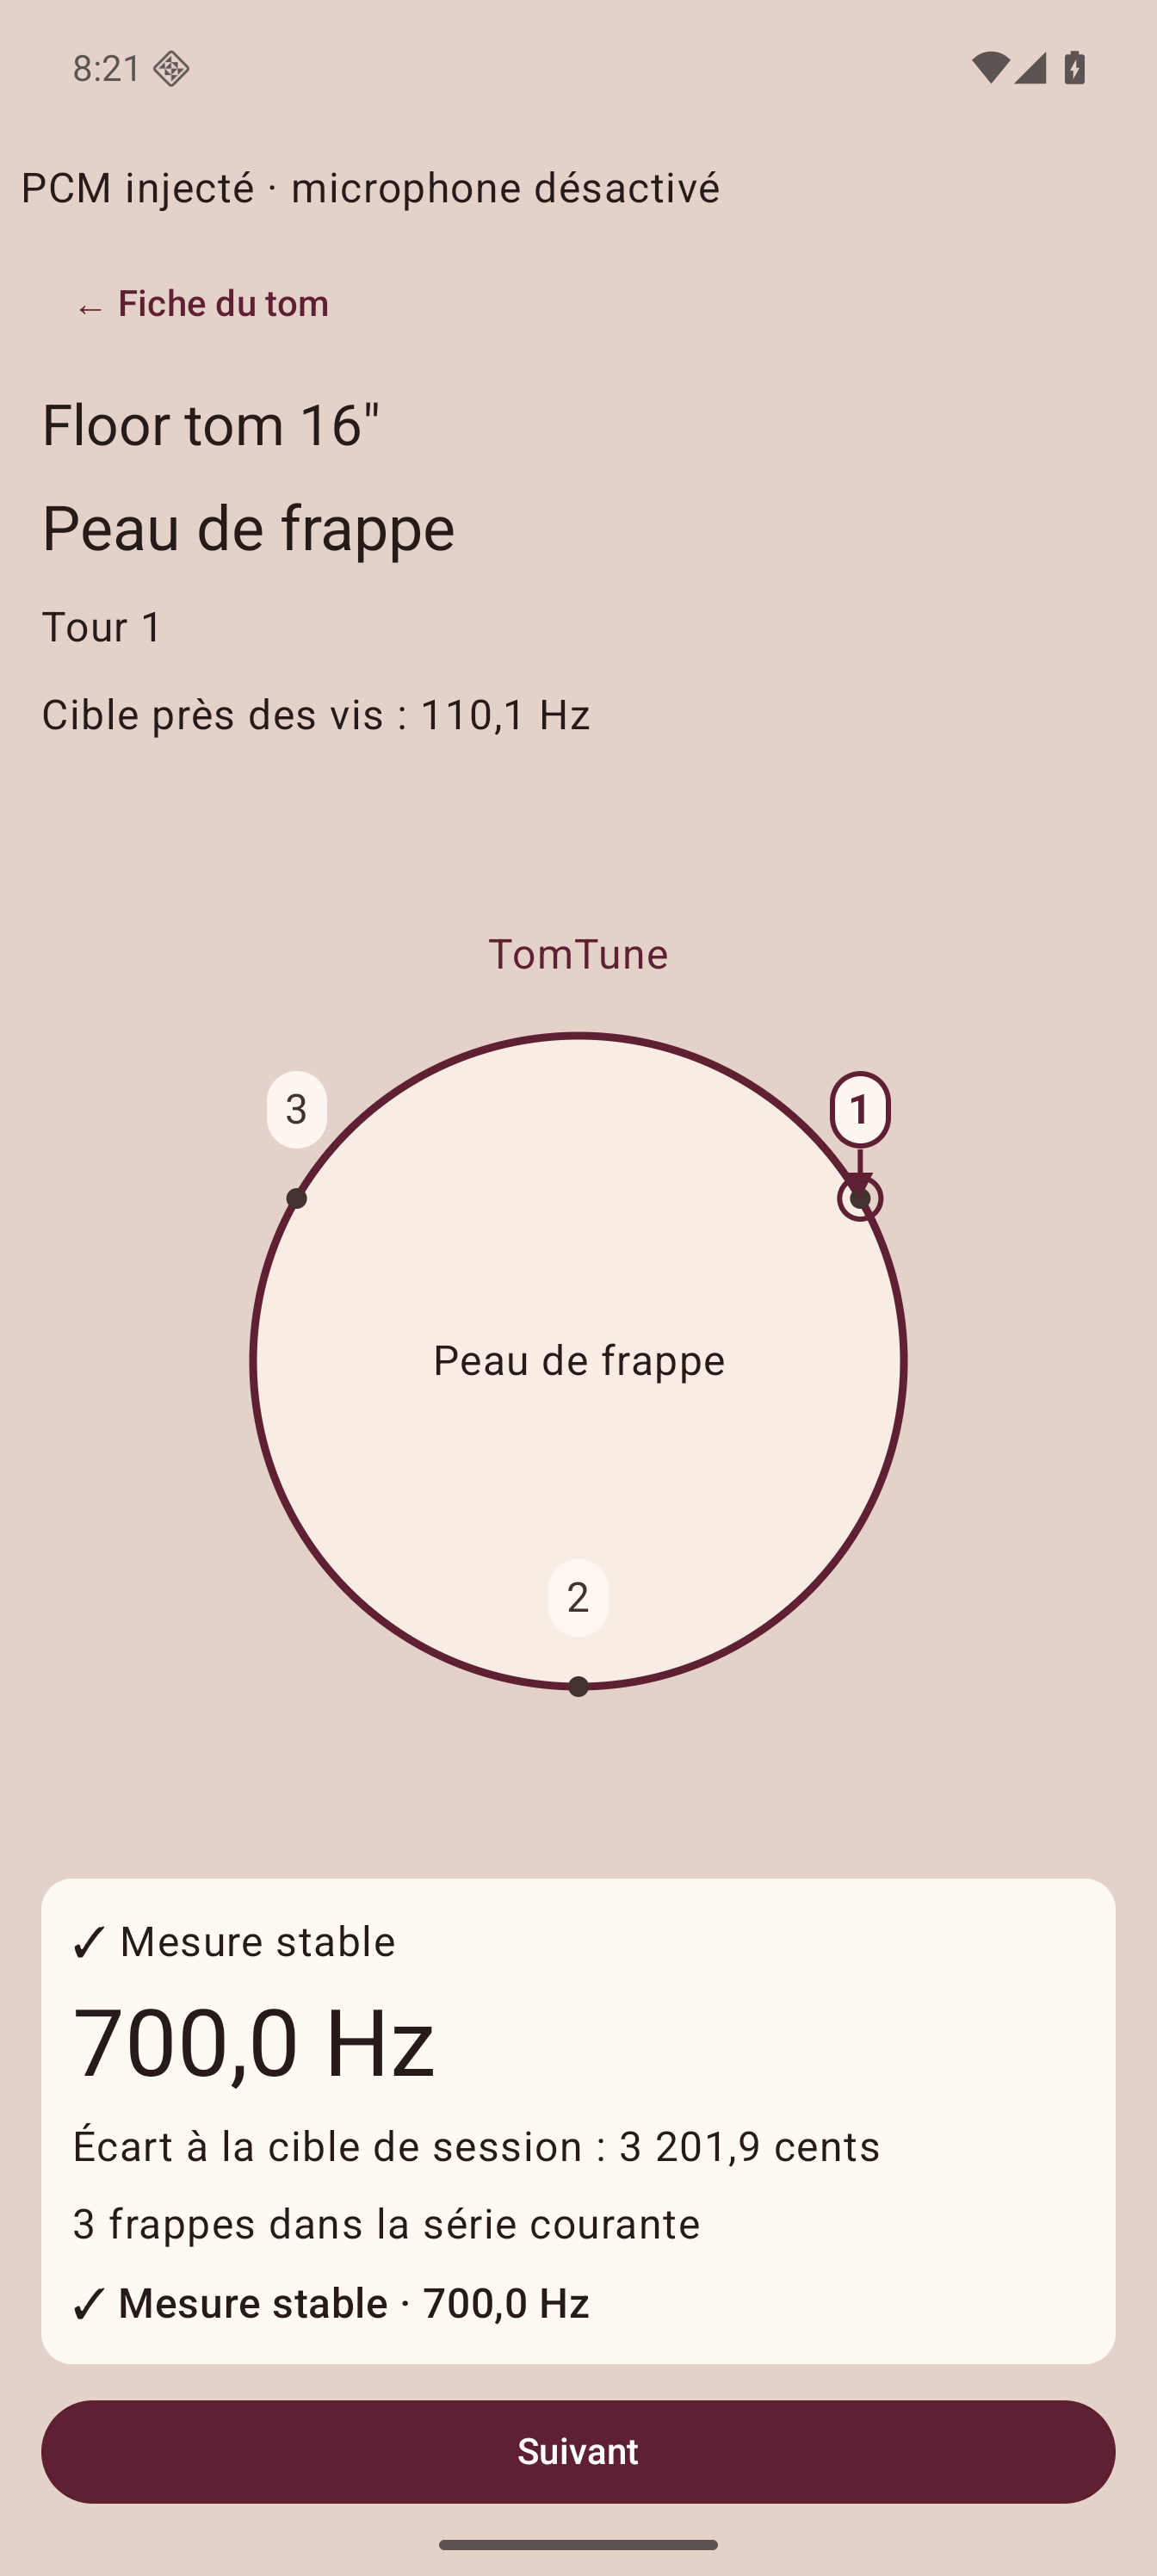 8:21
PCM injecté · microphone désactivé
← Fiche du tom
Floor tom 16"
Peau de frappe
Tour 1
Cible près des vis : 110,1 Hz
TomTune
3
1
Peau de frappe
2
✓ Mesure stable
700,0 Hz
Écart à la cible de session : 3 201,9 cents
3 frappes dans la série courante
✓ Mesure stable · 700,0 Hz
Suivant